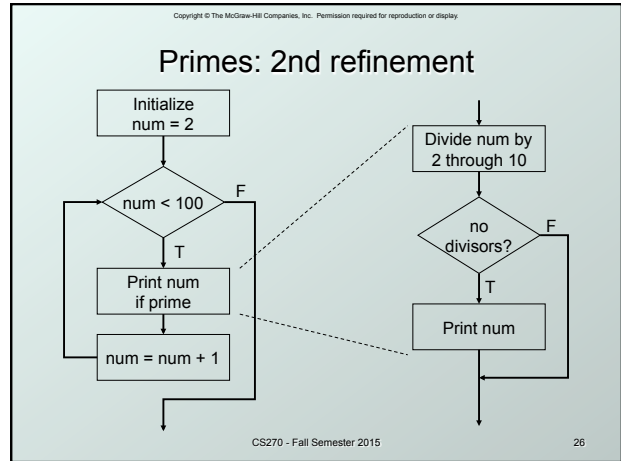 Copyright © The McGraw-Hill Companies, Inc. Permission required for reproduction or display.
Primes: 2nd refinement
Initialize
num = 2
num < 100
F
T
Print num
if prime
num = num + 1
Divide num by
2 through 10
no
divisors?
F
T
Print num
CS270 - Fall Semester 2015
26